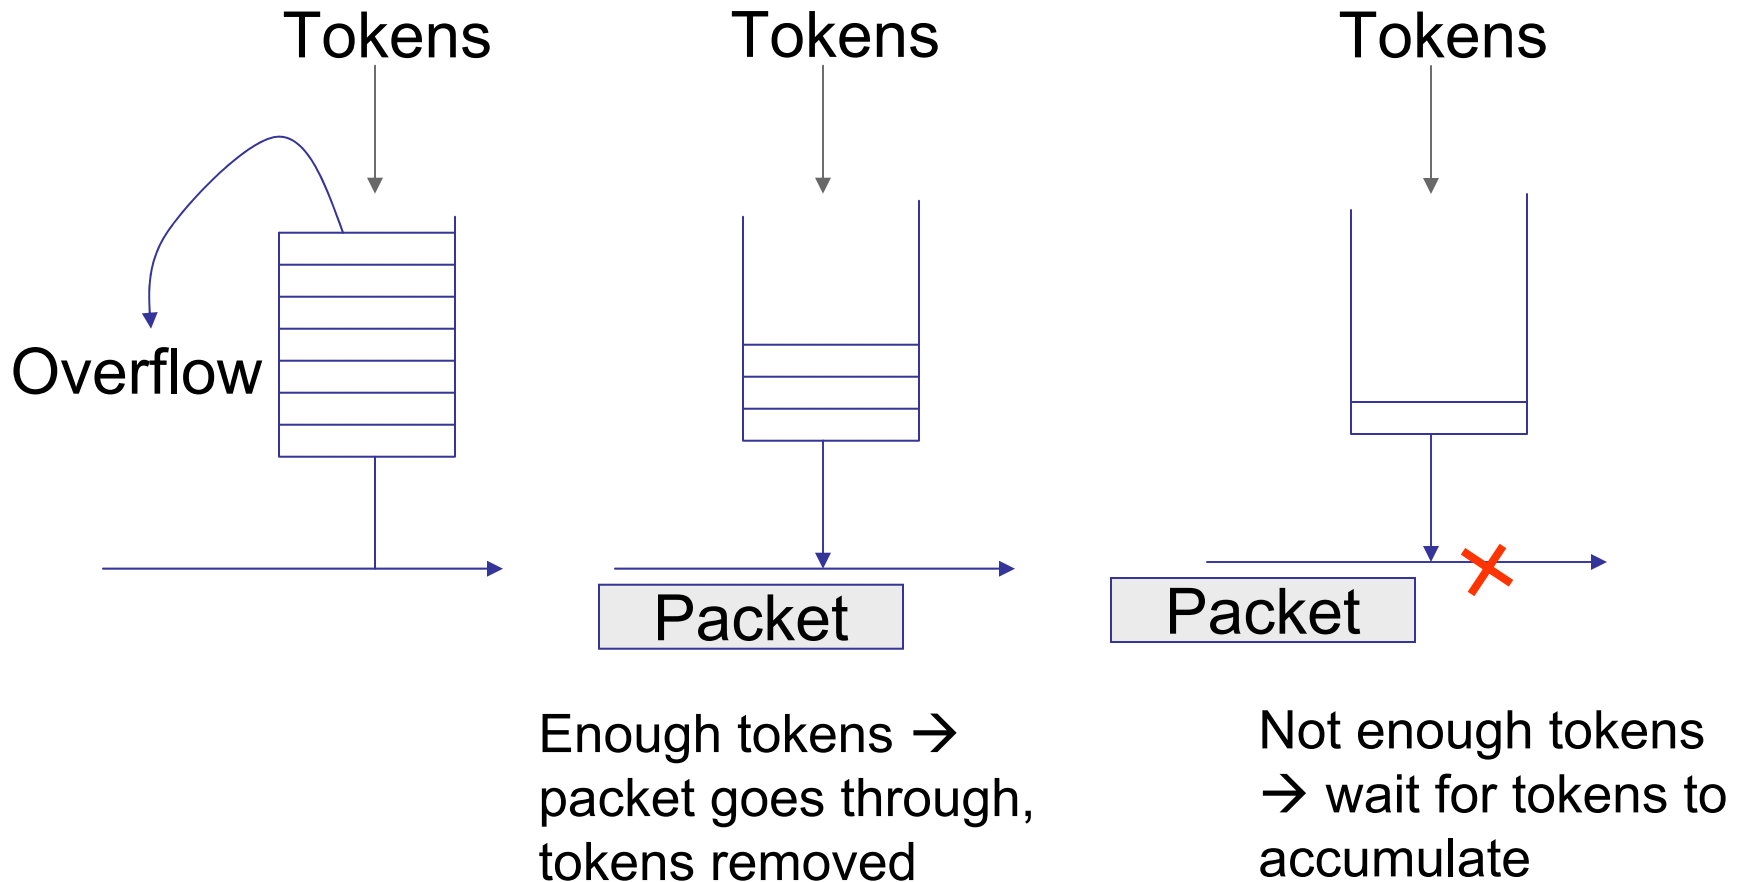 Tokens
Tokens
Tokens
Overflow
Packet
Packet
Enough tokens →
packet goes through,
tokens removed
Not enough tokens
→ wait for tokens to
accumulate